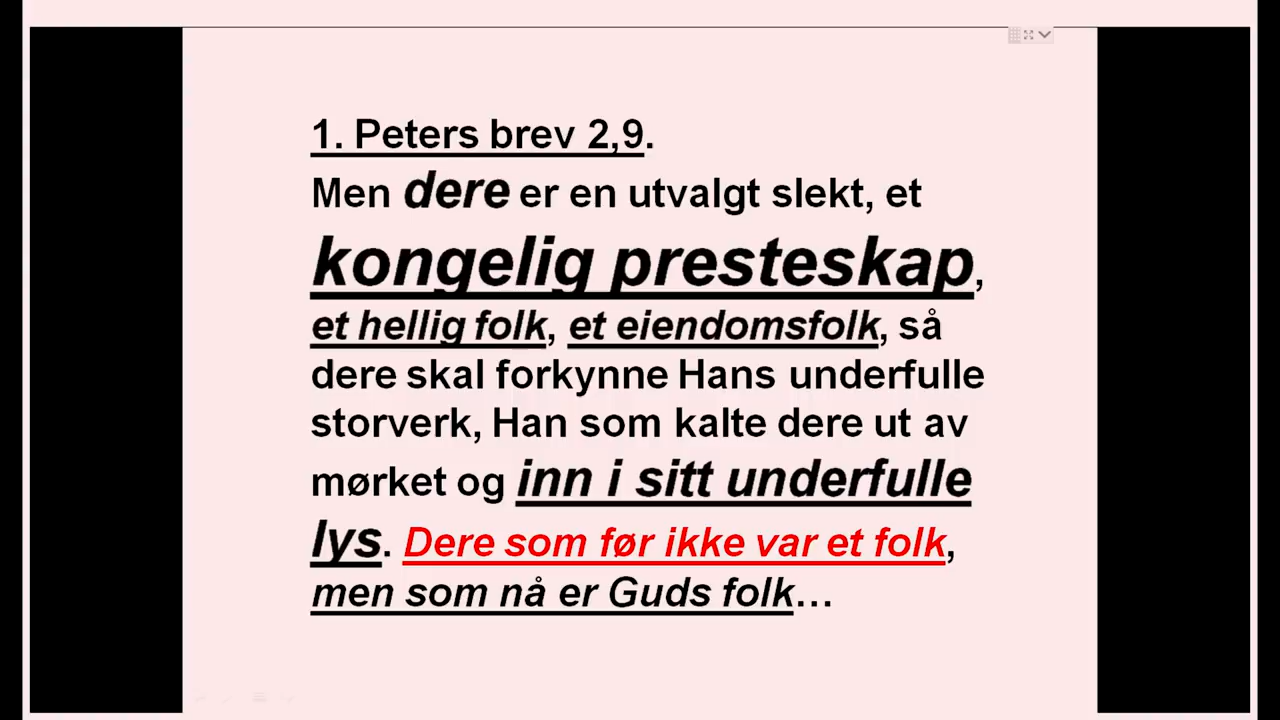 1. Peters brev 2,9.
Men dere er en utvalgt slekt, et
kongelig presteskap,
et hellig folk, et eiendomsfolk, så
dere skal forkynne Hans underfulle
storverk, Han som kalte dere ut av
mørket og inn i sitt underfulle
lys. Dere som før ikke var et folk,
men som nå er Guds folk…